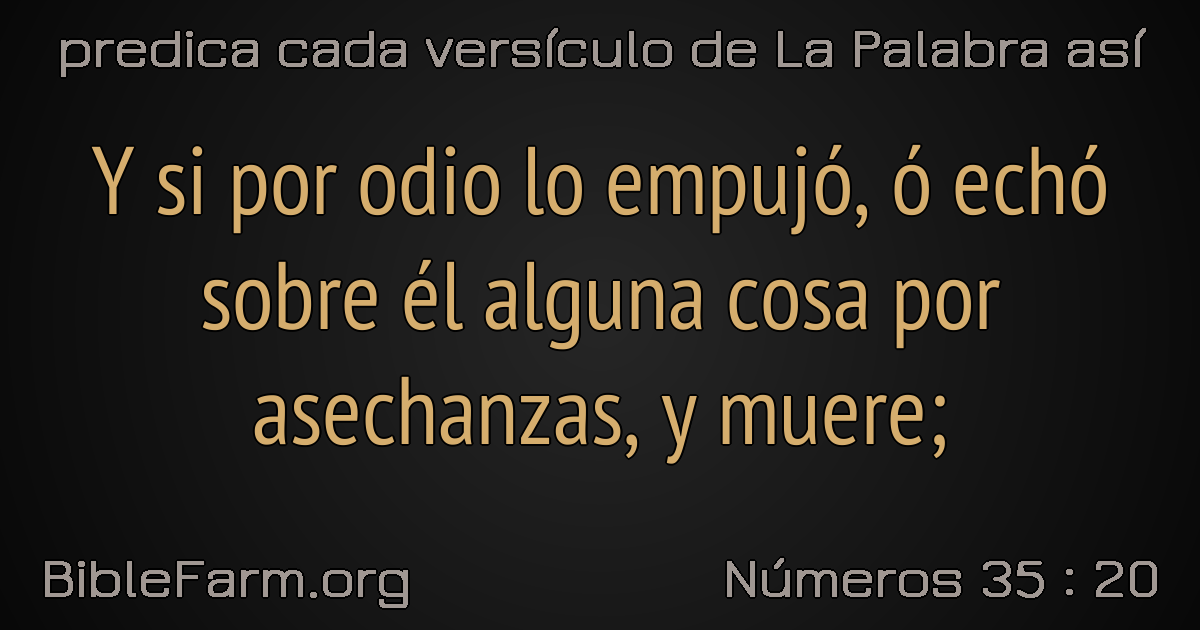 predica cada versículo de La Palabra así
Y si por odio lo empujó, ó echó
sobre él alguna cosa por
asechanzas, y muere;
BibleFarm.org
Números 35 : 20